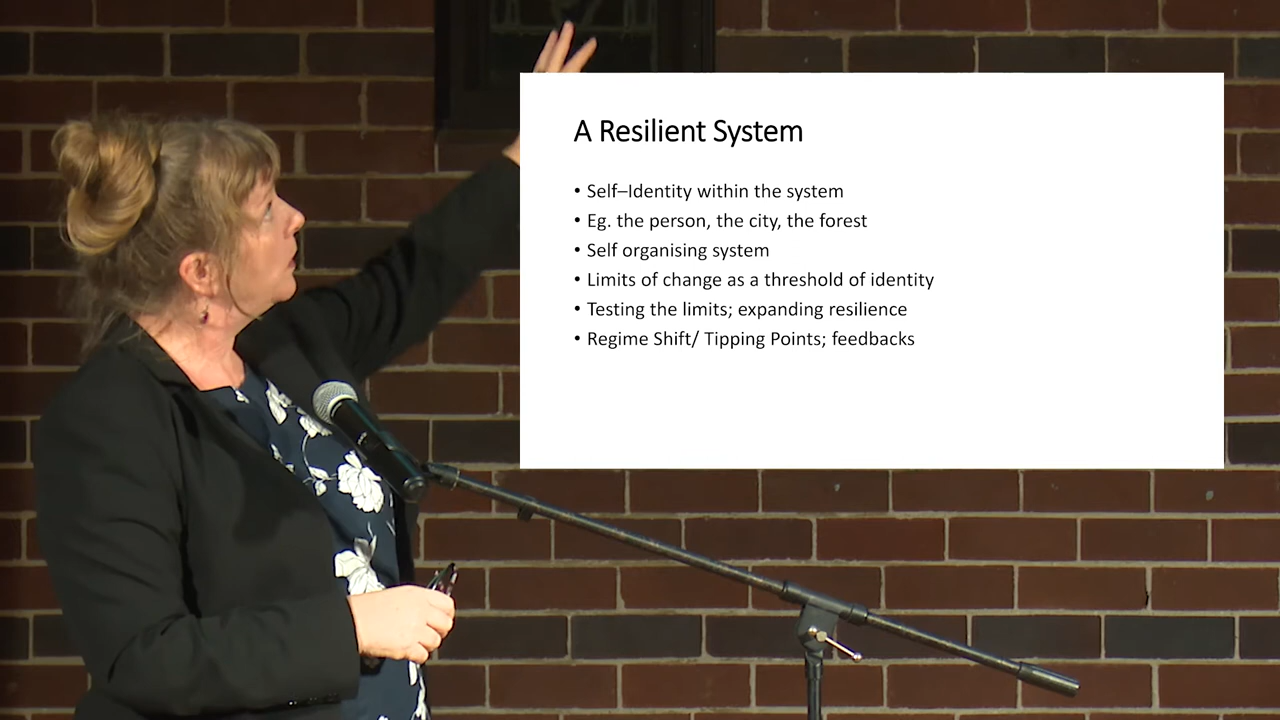 A Resilient System
• Self–Identity within the system
• Eg. the person, the city, the forest
• Self organising system
• Limits of change as a threshold of identity
• Testing the limits; expanding resilience
• Regime Shift/ Tipping Points; feedbacks